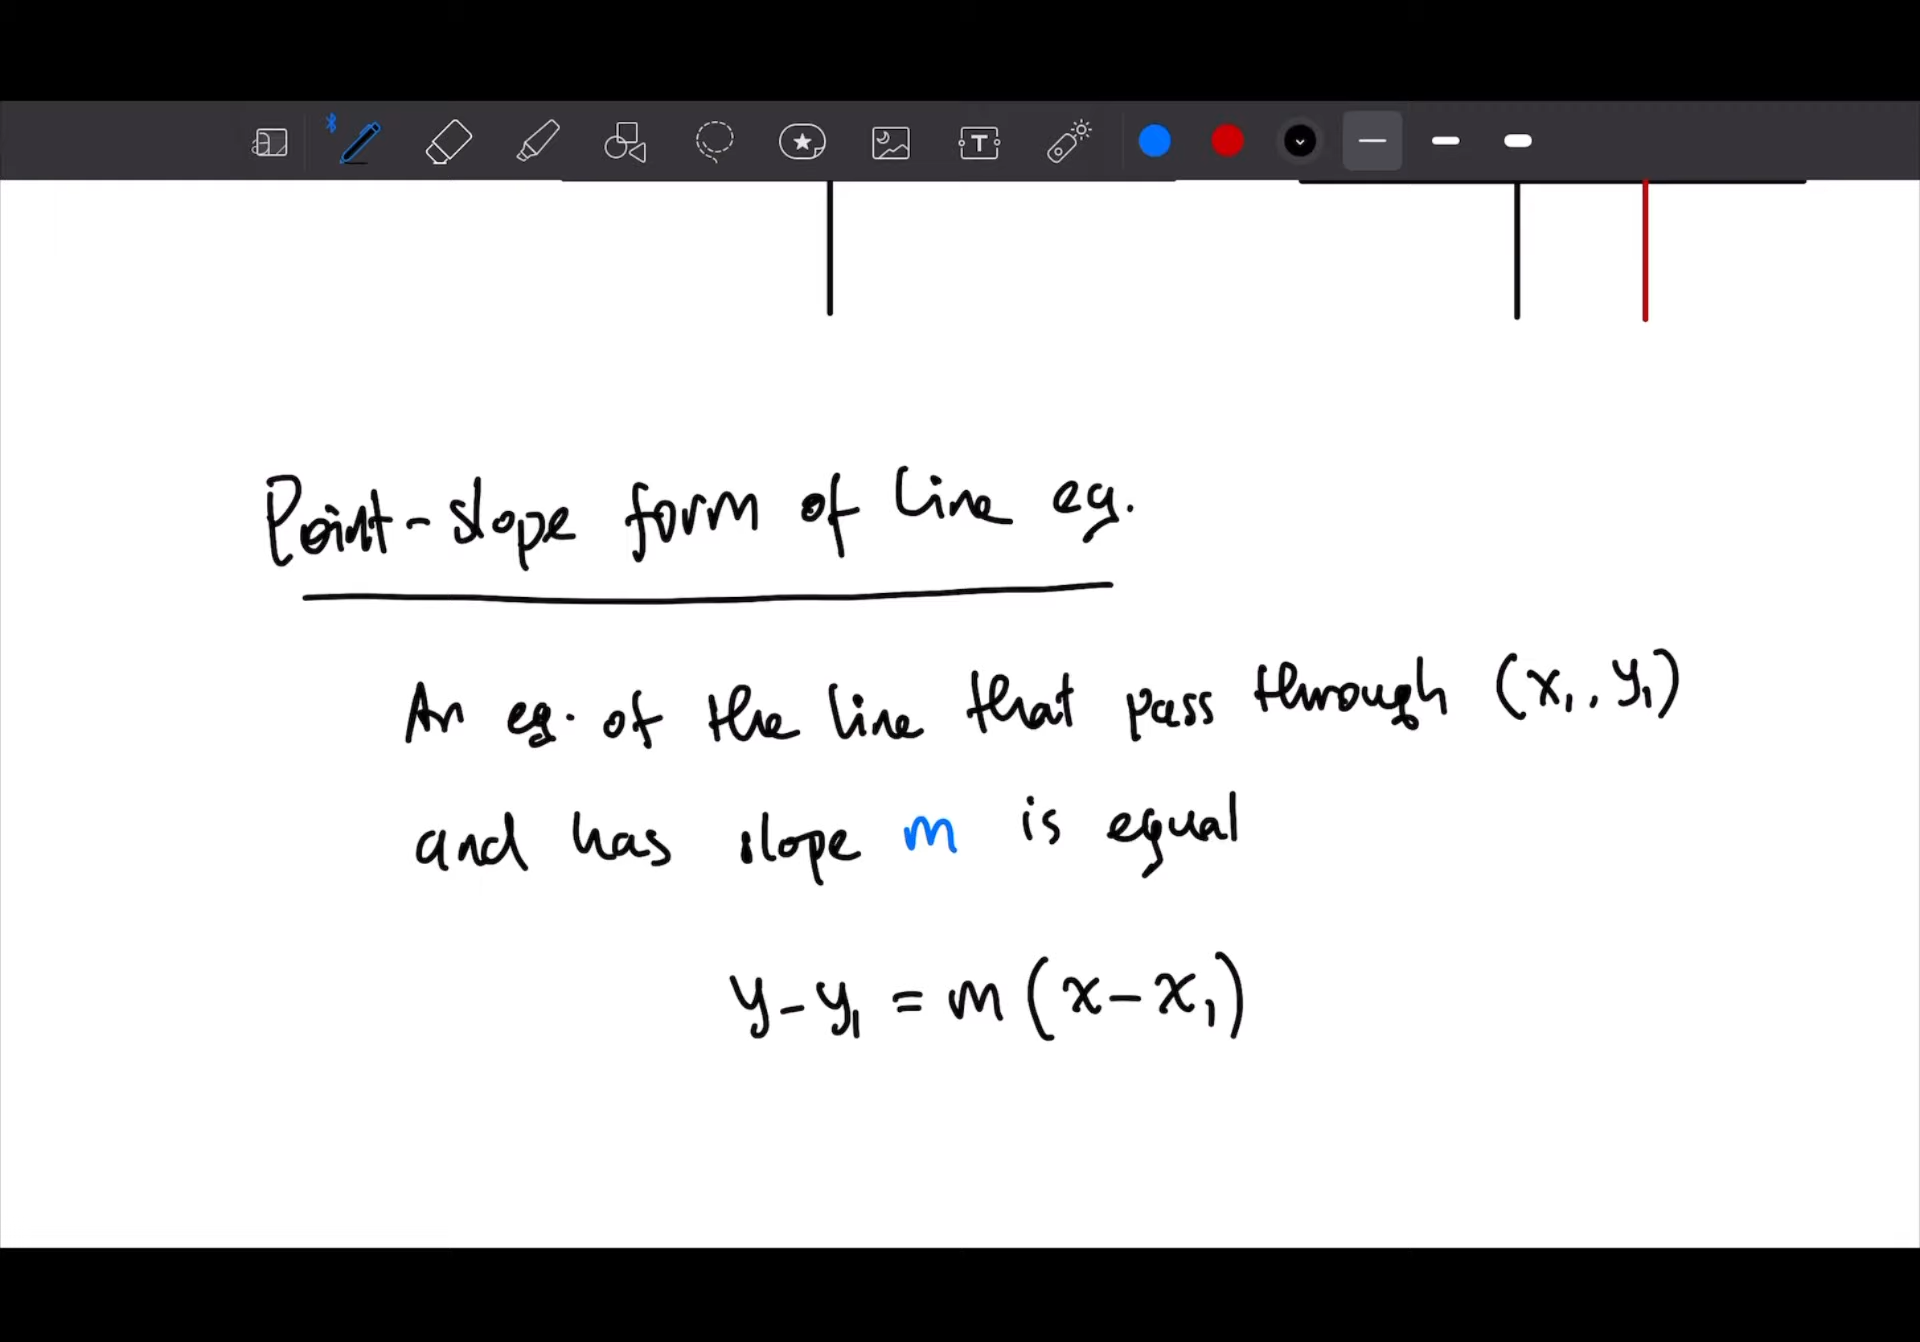 Point-slope form of line eq.
An eq. of the line that pass through (x₁, y₁)
and has slope m is equal
y-y₁ = m(x-x₁)